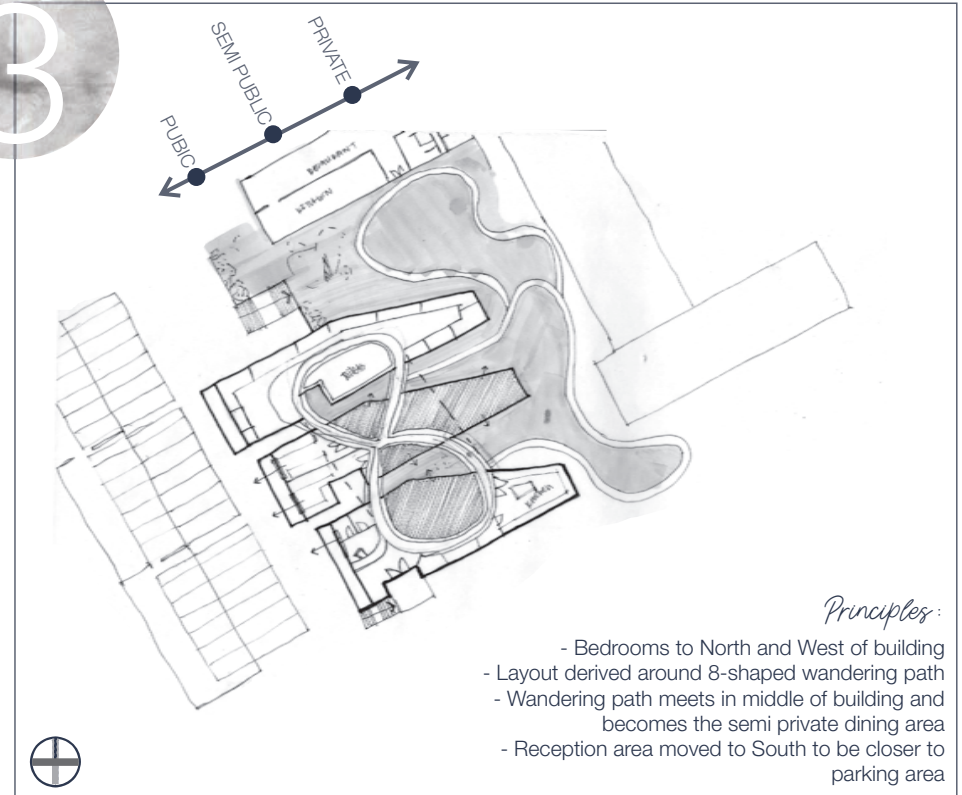 3
PRIVATE
SEMI PUBLIC
PUBIC
KITCHEN
Principles :
- Bedrooms to North and West of building
- Layout derived around 8-shaped wandering path
- Wandering path meets in middle of building and
becomes the semi private dining area
- Reception area moved to South to be closer to
parking area